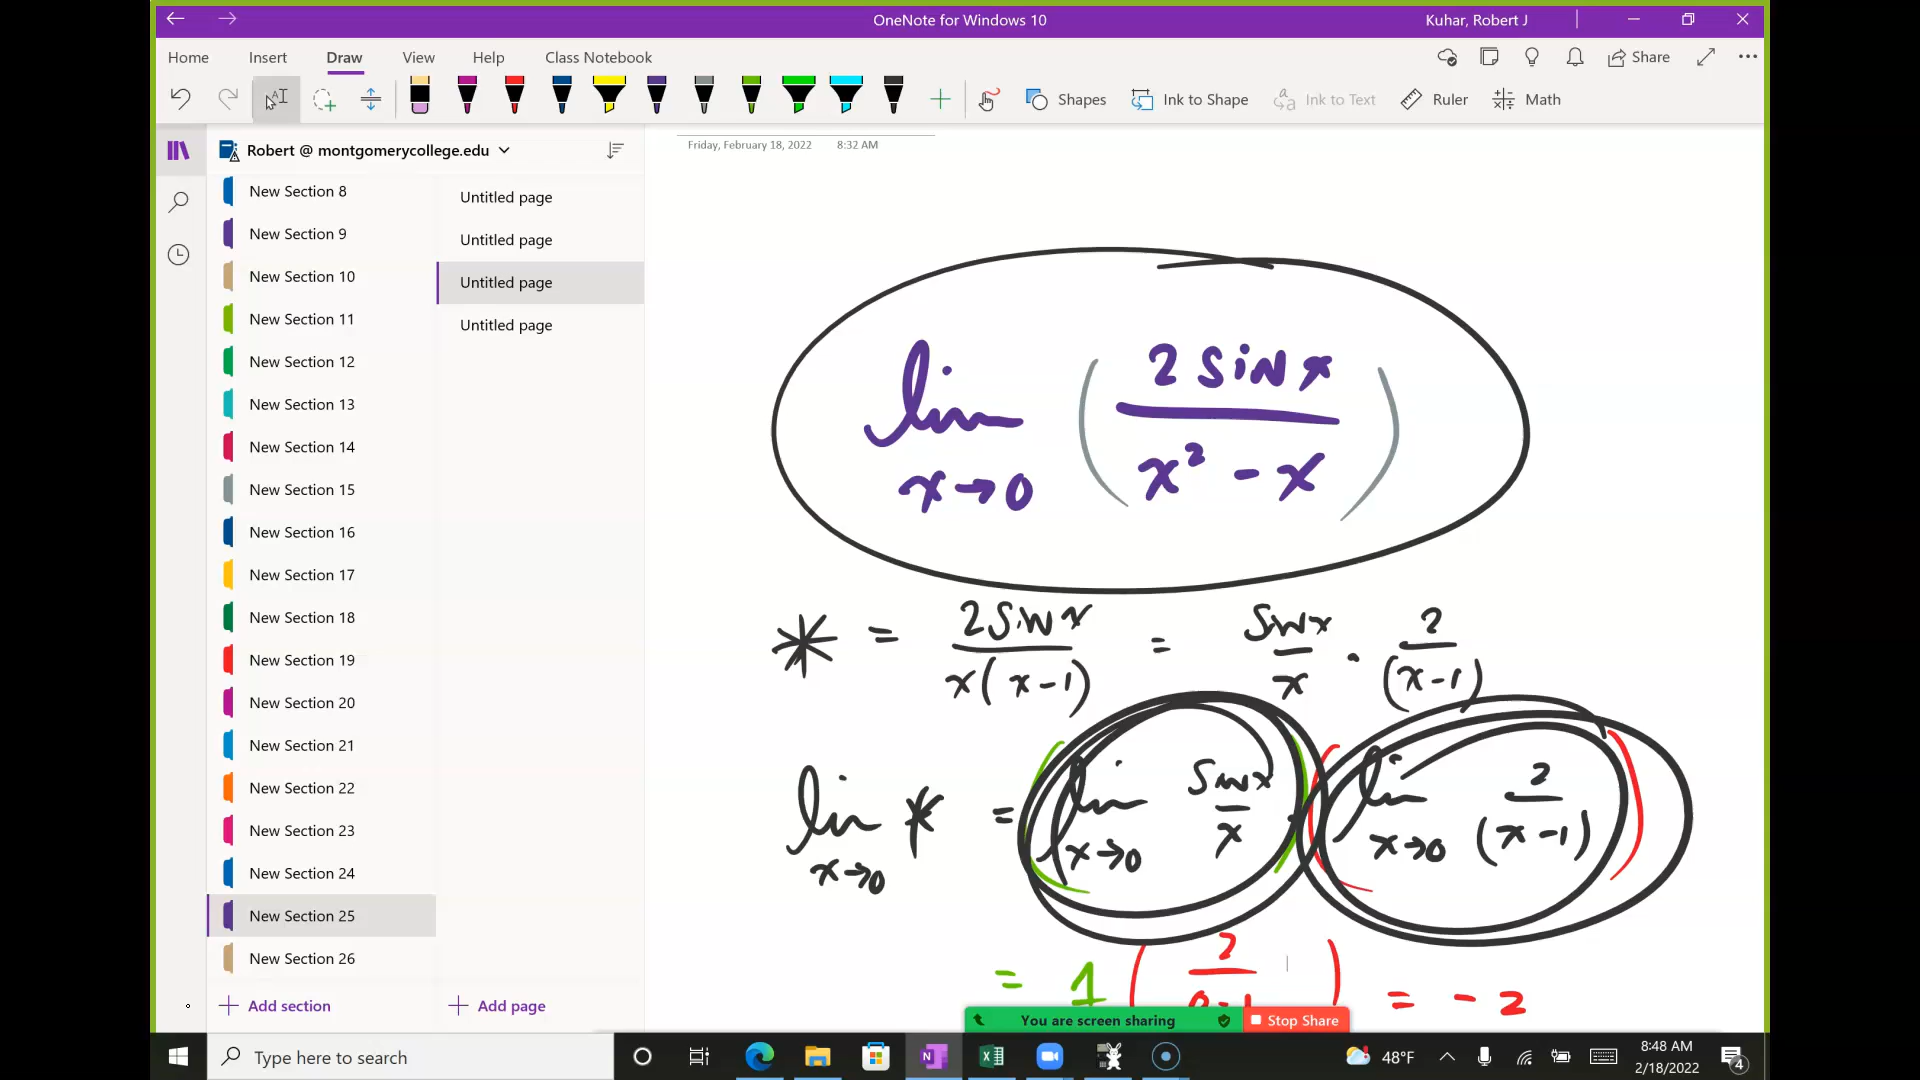 OneNote for Windows 10
Kuhar, Robert J
Home Insert Draw View Help Class Notebook
Share
Shapes Ink to Shape Ink to Text Ruler Math
Robert @ montgomerycollege.edu
New Section 8
New Section 9
New Section 10
New Section 11
New Section 12
New Section 13
New Section 14
New Section 15
New Section 16
New Section 17
New Section 18
New Section 19
New Section 20
New Section 21
New Section 22
New Section 23
New Section 24
New Section 25
New Section 26
Add section
Untitled page
Untitled page
Untitled page
Untitled page
Add page
Friday, February 18, 2022 8:32 AM
lim x→0 ( 2 sin x / x² - x )
* = 2 sin x / x(x-1) = sin x / x · 2 / (x-1)
lim x→0 * = ( lim x→0 sin x / x ) · ( lim x→0 2 / (x-1) )
= 1 ( 2 / 0-1 ) = -2
You are screen sharing Stop Share
Type here to search
48°F
8:48 AM
2/18/2022
4